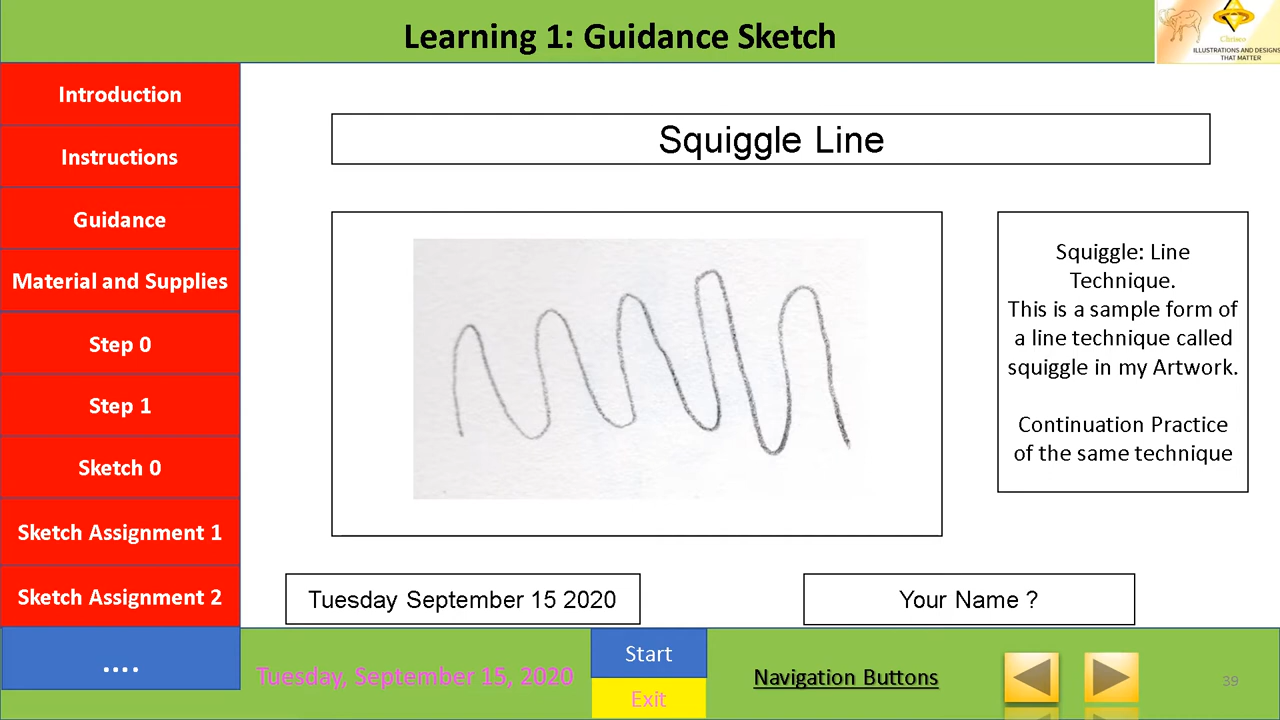 Learning 1: Guidance Sketch
Chrisco
ILLUSTRATIONS AND DESIGNS
THAT MATTER
Introduction
Instructions
Guidance
Material and Supplies
Step 0
Step 1
Sketch 0
Sketch Assignment 1
Sketch Assignment 2
....
Squiggle Line
Squiggle: Line
Technique.
This is a sample form of
a line technique called
squiggle in my Artwork.
Continuation Practice
of the same technique
Tuesday September 15 2020
Your Name ?
Tuesday, September 15, 2020
Start
Exit
Navigation Buttons
39